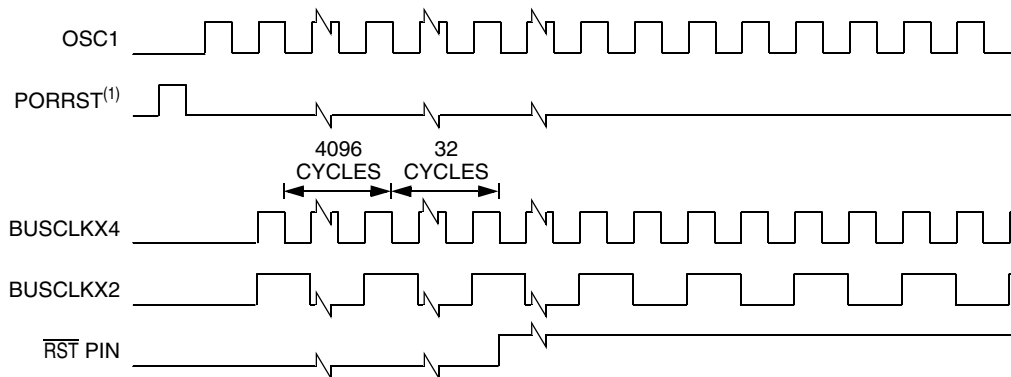 OSC1
PORRST(1)
4096
CYCLES
32
CYCLES
BUSCLKX4
BUSCLKX2
RST PIN